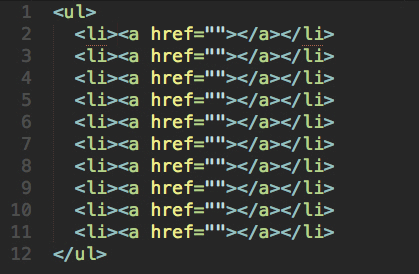 1 <ul>
2   <li><a href=""></a></li>
3   <li><a href=""></a></li>
4   <li><a href=""></a></li>
5   <li><a href=""></a></li>
6   <li><a href=""></a></li>
7   <li><a href=""></a></li>
8   <li><a href=""></a></li>
9   <li><a href=""></a></li>
10   <li><a href=""></a></li>
11   <li><a href=""></a></li>
12 </ul>